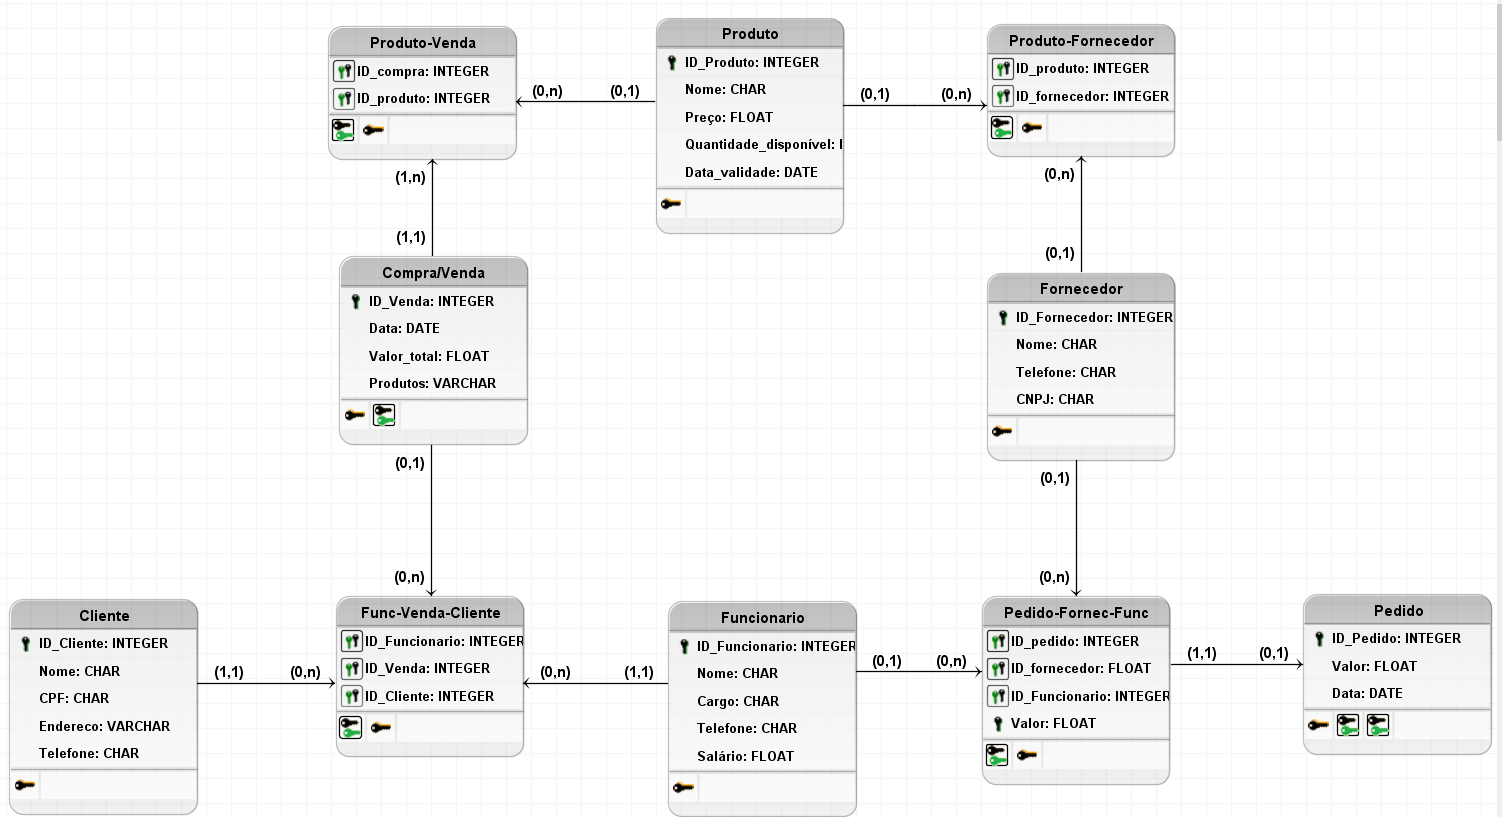 Produto-Venda
ID_compra: INTEGER
ID_produto: INTEGER
(0,n)
(0,1)
Produto
ID_Produto: INTEGER
Nome: CHAR
Preço: FLOAT
Quantidade_disponível: I
Data_validade: DATE
(0,1)
(0,n)
Produto-Fornecedor
ID_produto: INTEGER
ID_fornecedor: INTEGER
(1,n)
(1,1)
(0,n)
(0,1)
Compra/Venda
ID_Venda: INTEGER
Data: DATE
Valor_total: FLOAT
Produtos: VARCHAR
Fornecedor
ID_Fornecedor: INTEGER
Nome: CHAR
Telefone: CHAR
CNPJ: CHAR
(0,1)
(0,n)
(0,1)
(0,n)
Cliente
ID_Cliente: INTEGER
Nome: CHAR
CPF: CHAR
Endereco: VARCHAR
Telefone: CHAR
(1,1)
(0,n)
Func-Venda-Cliente
ID_Funcionario: INTEGER
ID_Venda: INTEGER
ID_Cliente: INTEGER
(0,n)
(1,1)
Funcionario
ID_Funcionario: INTEGER
Nome: CHAR
Cargo: CHAR
Telefone: CHAR
Salário: FLOAT
(0,1)
(0,n)
Pedido-Fornec-Func
ID_pedido: INTEGER
ID_fornecedor: FLOAT
ID_Funcionario: INTEGER
Valor: FLOAT
(1,1)
(0,1)
Pedido
ID_Pedido: INTEGER
Valor: FLOAT
Data: DATE